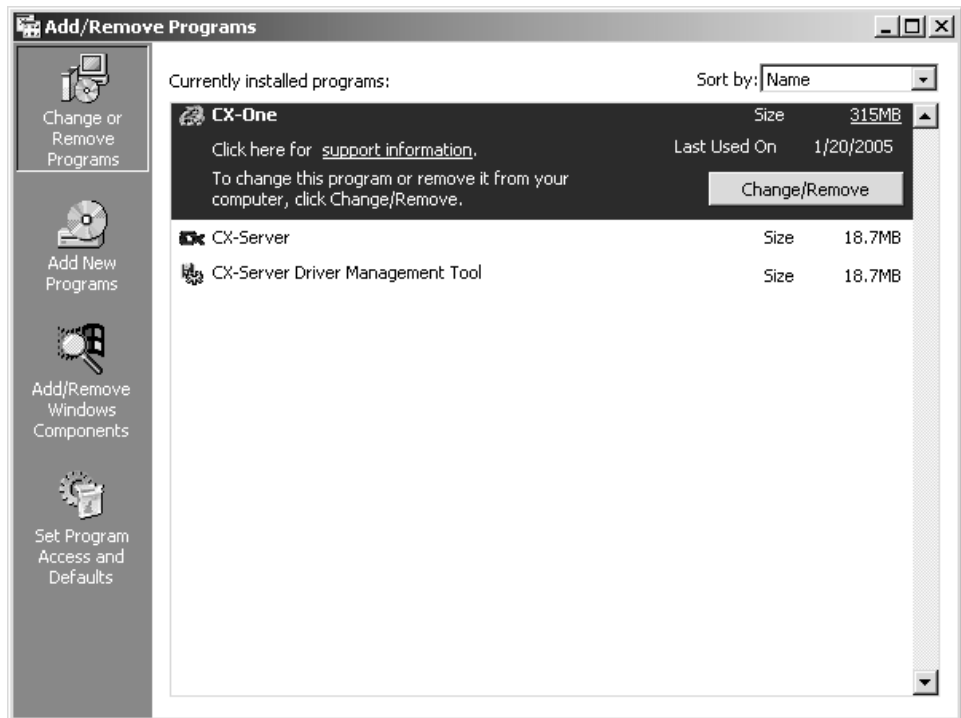 Add/Remove Programs
Change or
Remove
Programs
Add New
Programs
Add/Remove
Windows
Components
Set Program
Access and
Defaults
Currently installed programs:
Sort by: Name
CX-One Size 315MB
Click here for support information. Last Used On 1/20/2005
To change this program or remove it from your
computer, click Change/Remove.
Change/Remove
CX-Server Size 18.7MB
CX-Server Driver Management Tool Size 18.7MB